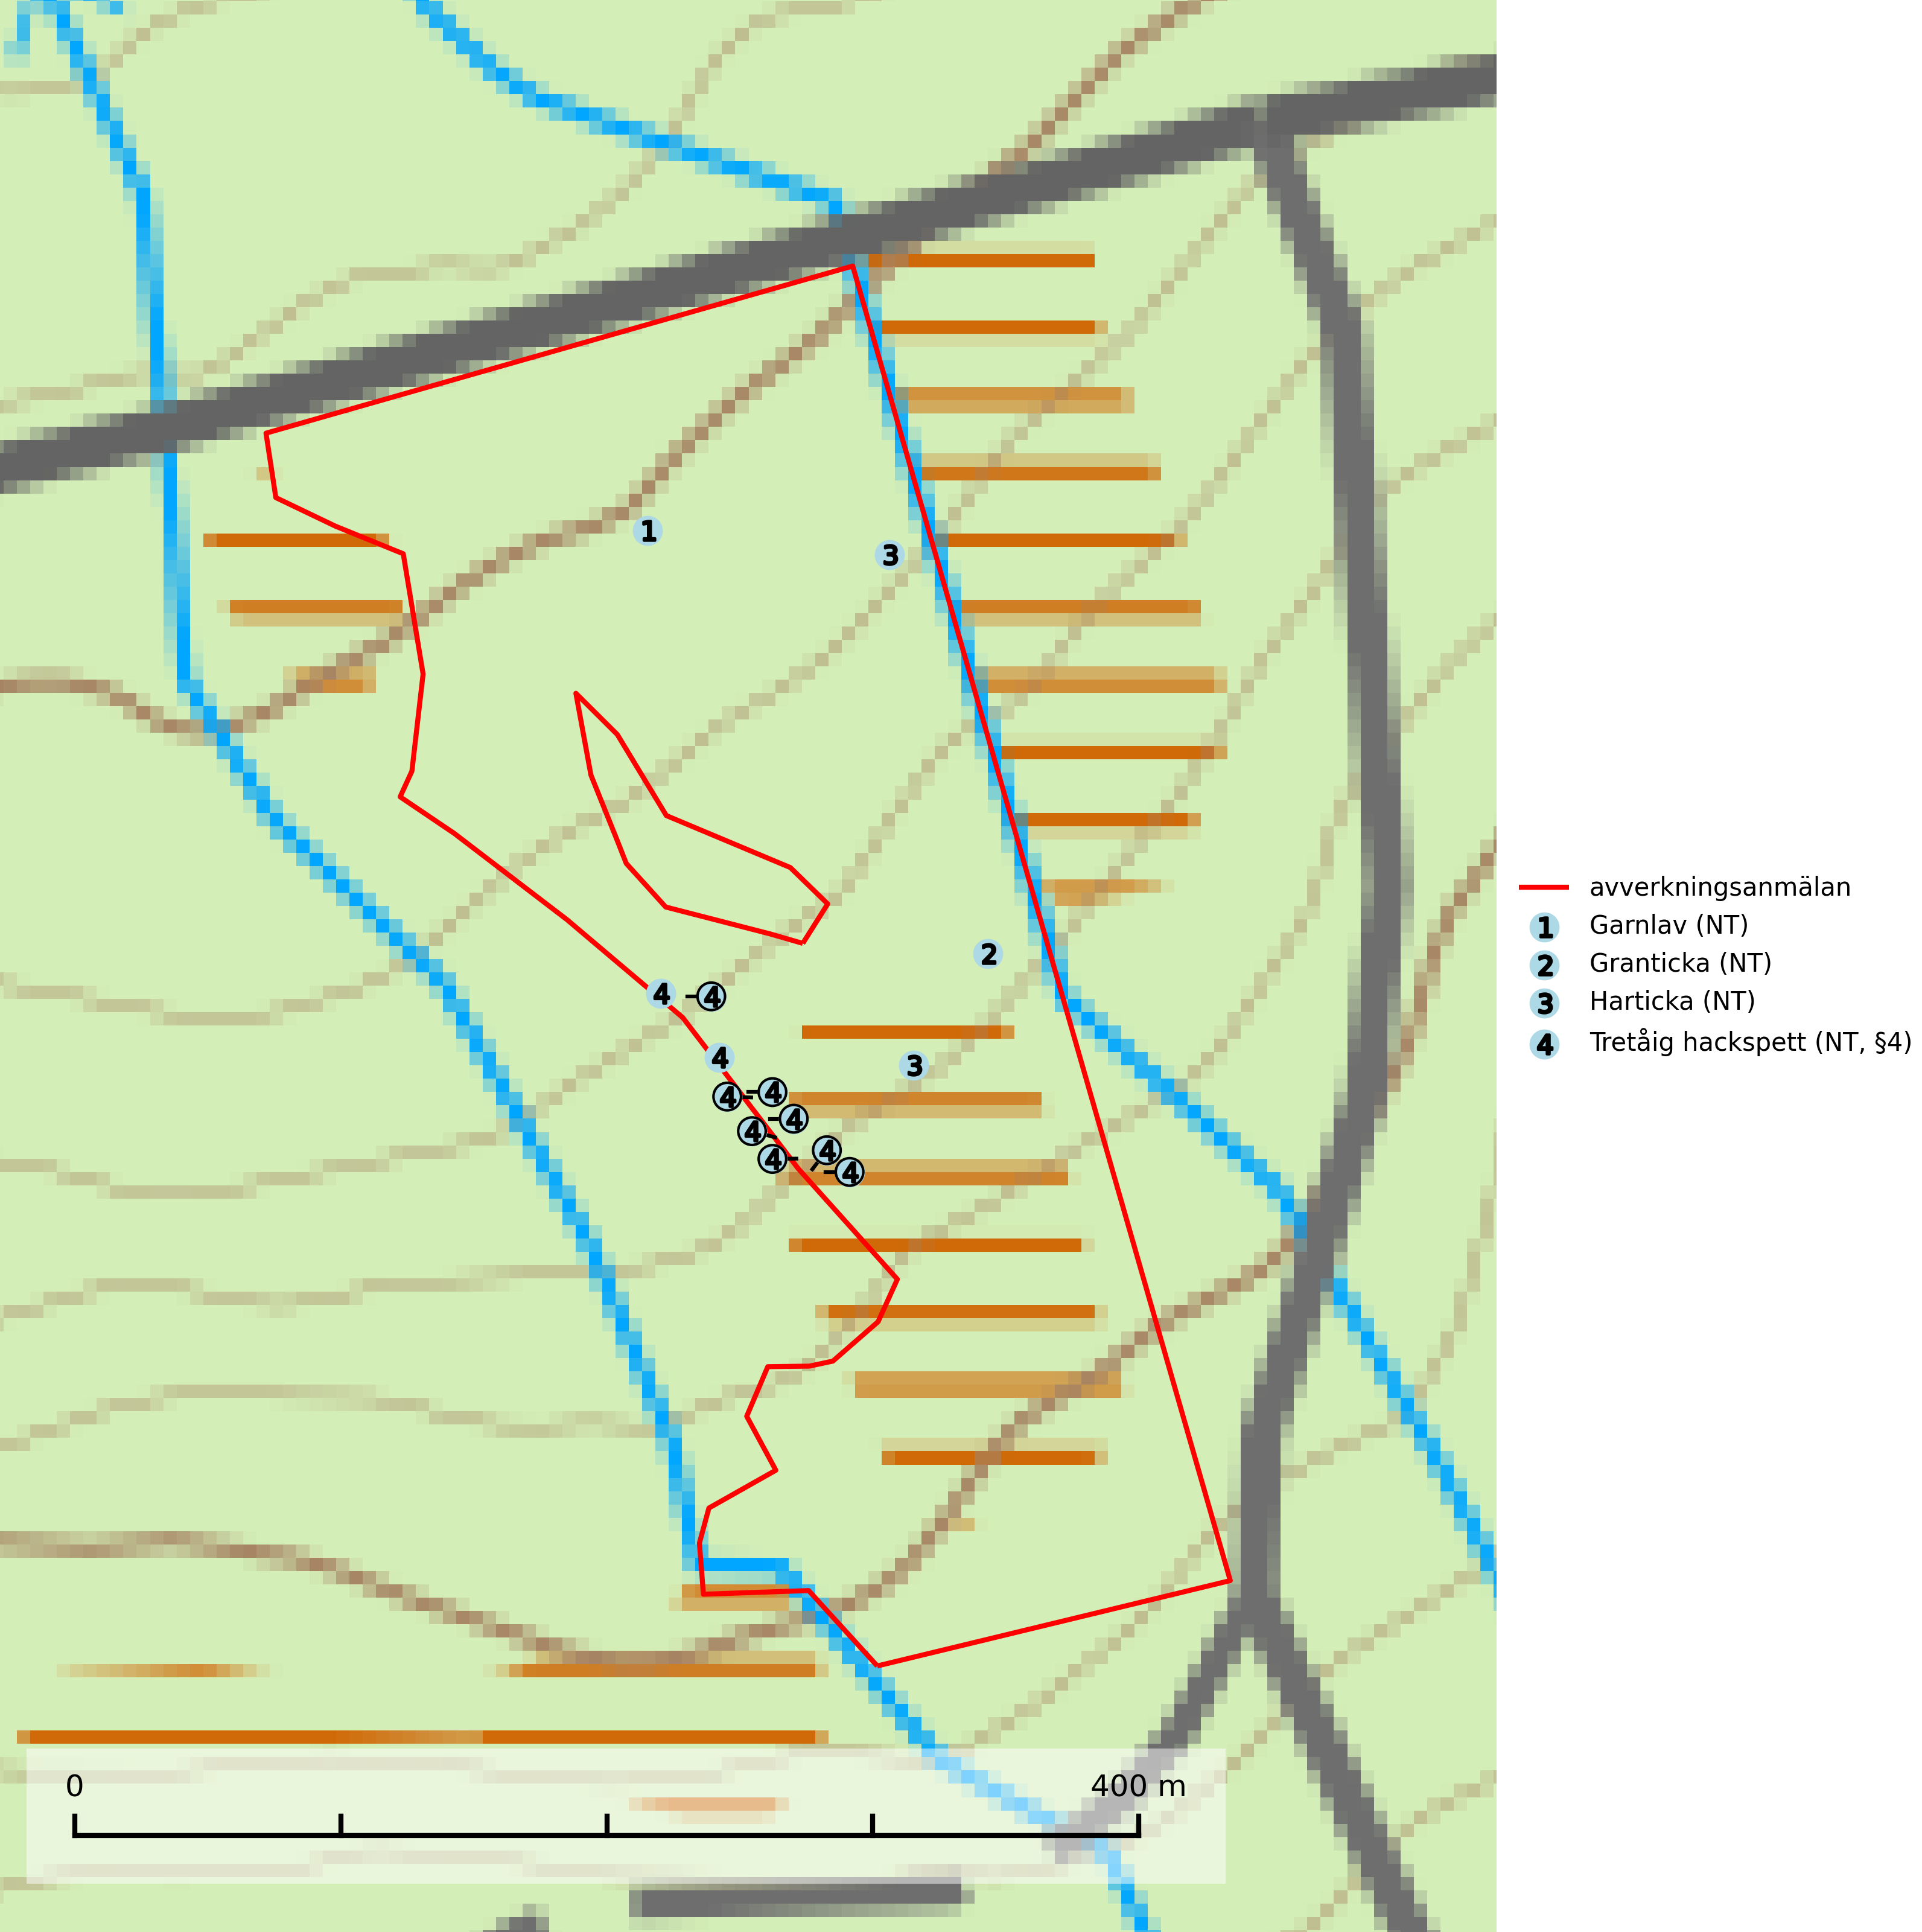 1
3
2
4 4
4
3
4 4
4
4
4
4
4
avverkningsanmälan
1 Garnlav (NT)
2 Granticka (NT)
3 Harticka (NT)
4 Tretåig hackspett (NT, §4)
0 400 m